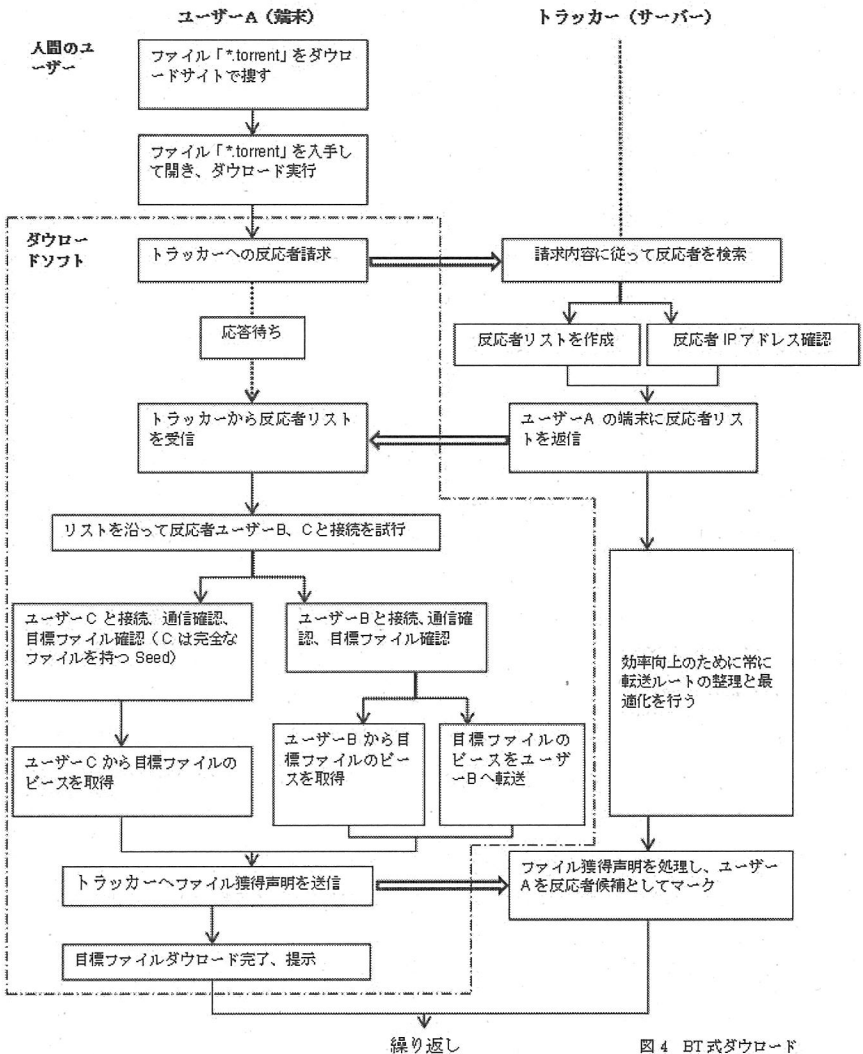 ユーザーA（端末）
トラッカー（サーバー）
人間のユ
ーザー
ファイル「*.torrent」をダウロ
ードサイトで捜す
ファイル「*.torrent」を入手し
て開き、ダウロード実行
ダウロー
ドソフト
トラッカーへの反応者請求
請求内容に従って反応者を検索
応答待ち
反応者リストを作成
反応者 IP アドレス確認
トラッカーから反応者リスト
を受信
ユーザーA の端末に反応者リス
トを返信
リストを沿って反応者ユーザーB、Cと接続を試行
ユーザーC と接続、通信確認、
目標ファイル確認（C は完全な
ファイルを持つ Seed）
ユーザーBと接続、通信確
認、目標ファイル確認
効率向上のために常に
転送ルートの整理と最
適化を行う
ユーザーC から目標ファイルの
ピースを取得
ユーザーB から目
標ファイルのピー
スを取得
目標ファイルの
ピースをユーザ
ーBへ転送
トラッカーへファイル獲得声明を送信
ファイル獲得声明を処理し、ユーザー
Aを反応者候補としてマーク
目標ファイルダウロード完了、提示
繰り返し
図 4 BT 式ダウロード